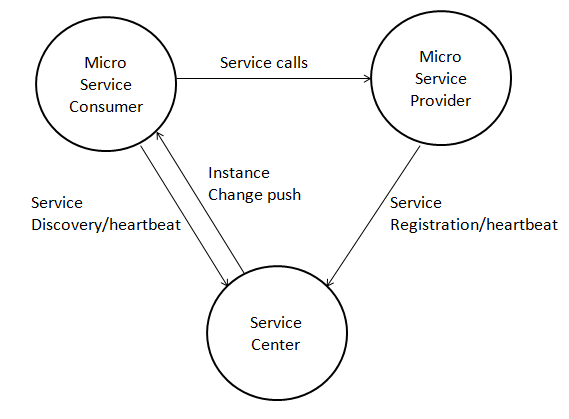 Micro
Service
Consumer
Service calls
Micro
Service
Provider
Instance
Change push
Service
Discovery/heartbeat
Service
Registration/heartbeat
Service
Center